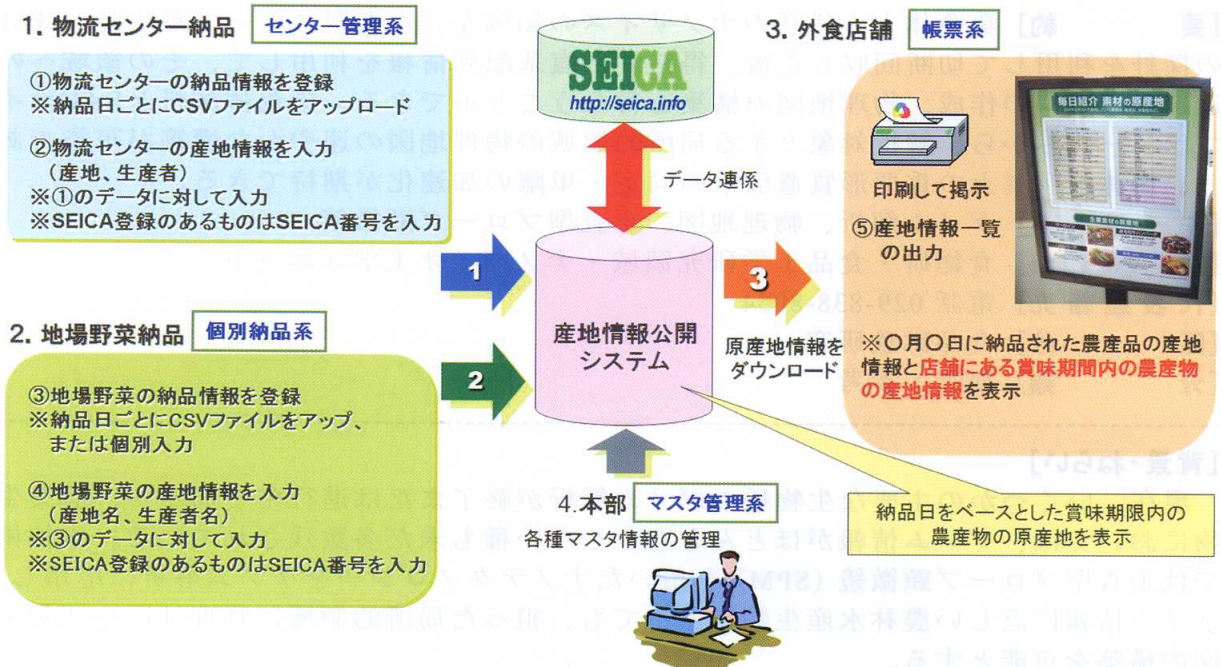 1. 物流センター納品
センター管理系
①物流センターの納品情報を登録
※納品日ごとにCSVファイルをアップロード
②物流センターの産地情報を入力
(産地、生産者)
※①のデータに対して入力
※SEICA登録のあるものはSEICA番号を入力
2. 地場野菜納品
個別納品系
③地場野菜の納品情報を登録
※納品日ごとにCSVファイルをアップ、
または個別入力
④地場野菜の産地情報を入力
(産地名、生産者名)
※③のデータに対して入力
※SEICA登録のあるものはSEICA番号を入力
SEICA
http://seica.info
データ連係
1
2
3
産地情報公開
システム
原産地情報を
ダウンロード
4.本部
マスタ管理系
各種マスタ情報の管理
3. 外食店舗
帳票系
印刷して掲示
⑤産地情報一覧
の出力
毎日紹介 素材の原産地
主要食材の原産地
※〇月〇日に納品された農産品の産地
情報と店舗にある賞味期間内の農産物
の産地情報を表示
納品日をベースとした賞味期限内の
農産物の原産地を表示